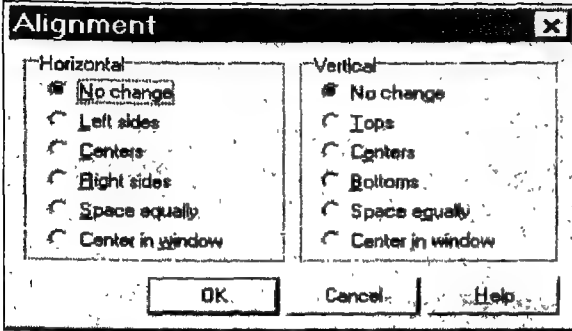 Alignment
Horizontal
No change
Left sides
Centers
Right sides
Space equally
Center in window
Vertical
No change
Tops
Centers
Bottoms
Space equally
Center in window
OK
Cancel
Help